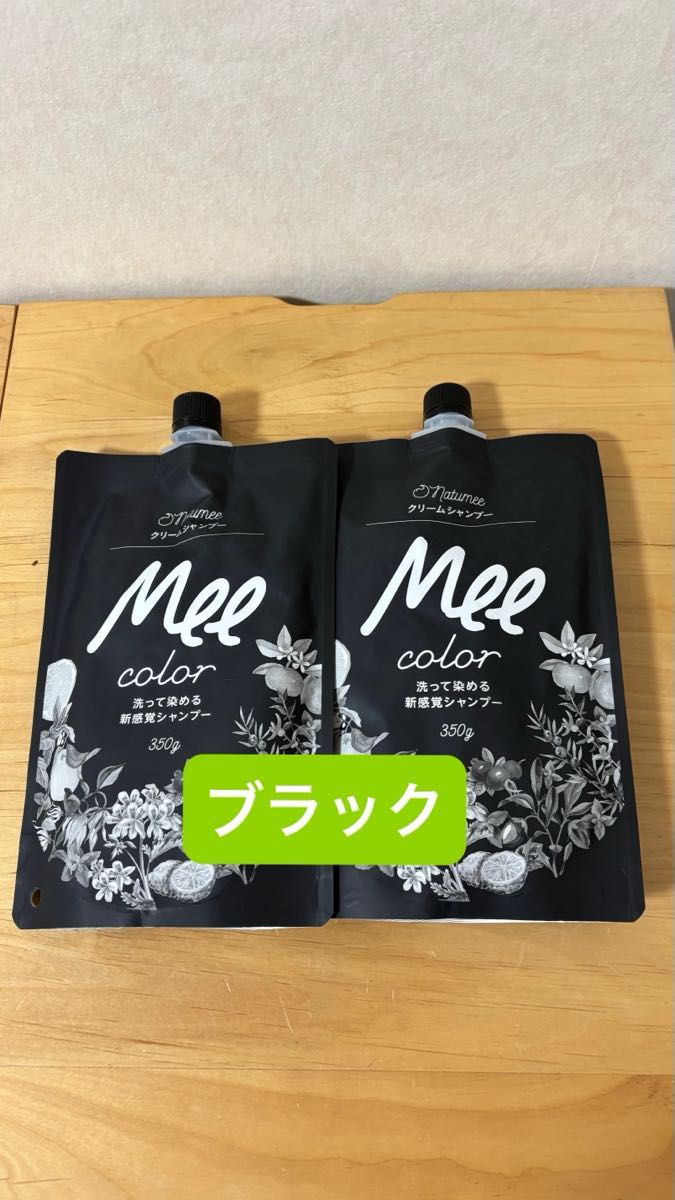 Natumee
クリームシャンプー
Mee
color
洗って染める
新感覚シャンプー
350g
Natumee
クリームシャンプー
Mee
color
洗って染める
新感覚シャンプー
350g
ブラック